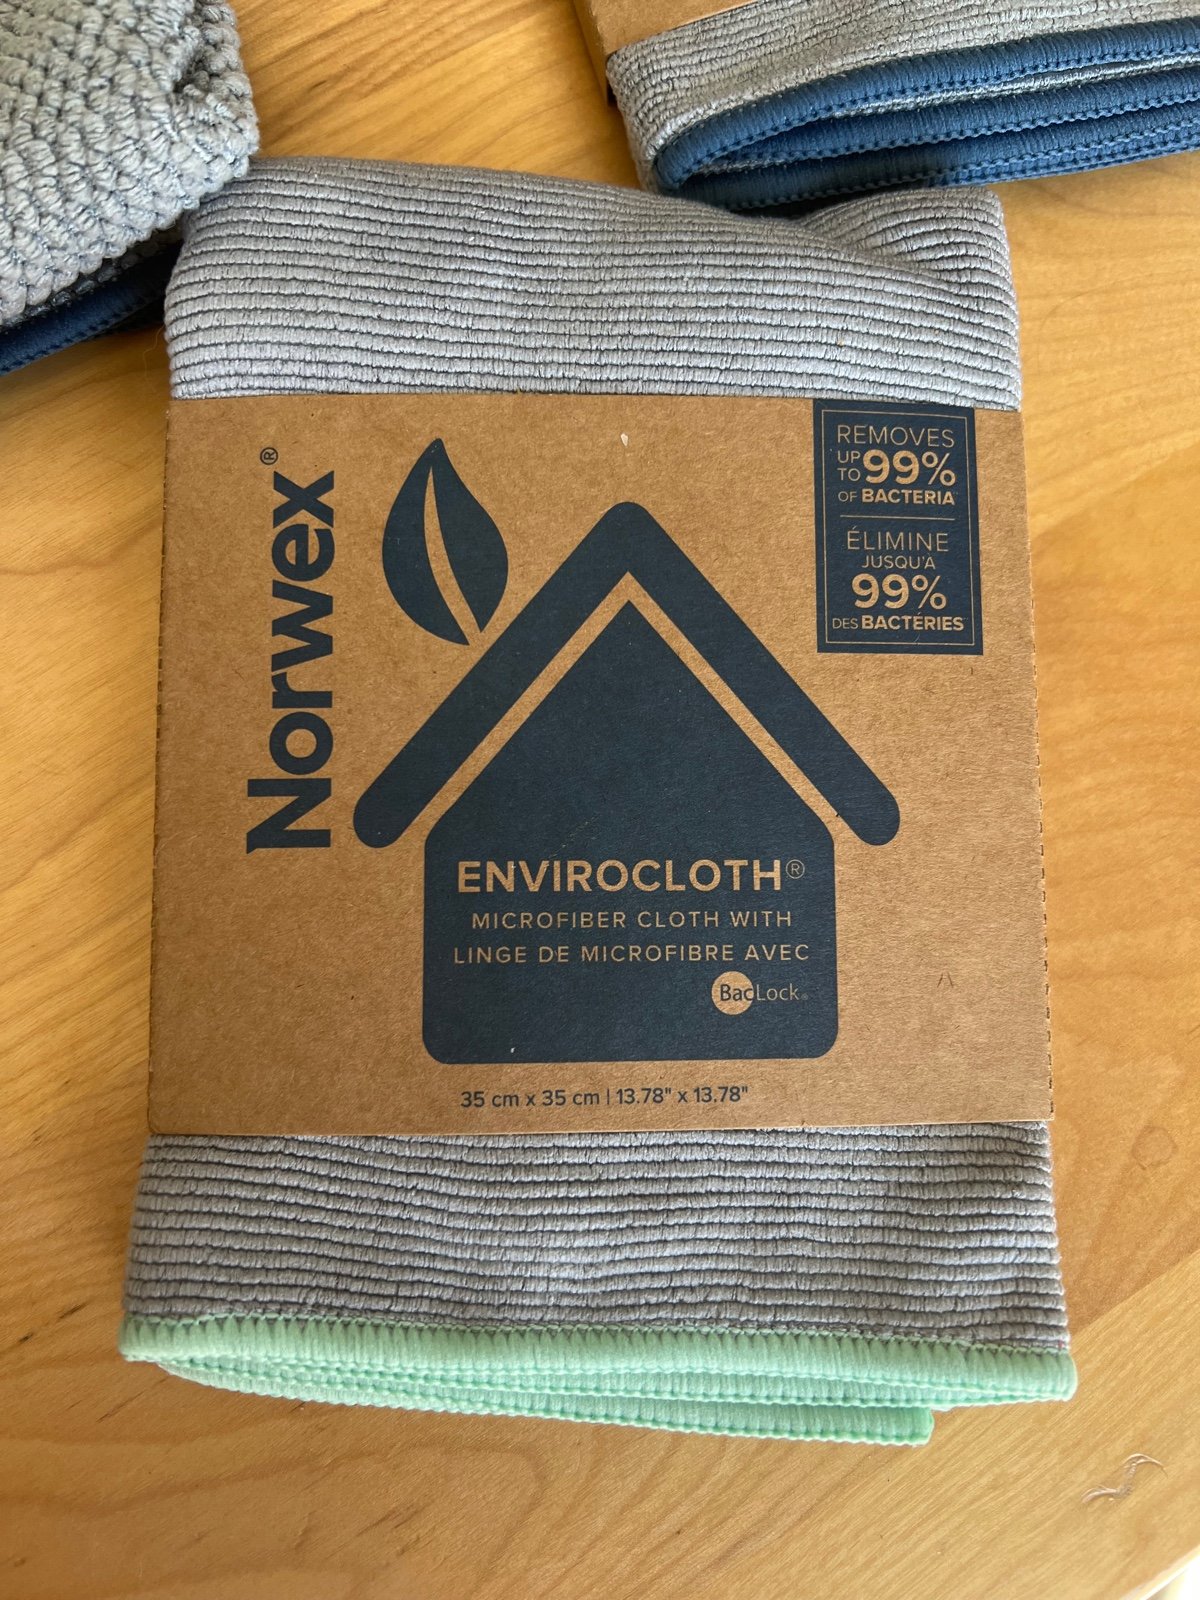 Norwex®
REMOVES
UP
TO 99%
OF BACTERIA
ÉLIMINE
JUSQU'À
99%
DES BACTÉRIES
ENVIROCLOTH®
MICROFIBER CLOTH WITH
LINGE DE MICROFIBRE AVEC
BacLock®
35 cm x 35 cm | 13.78" x 13.78"